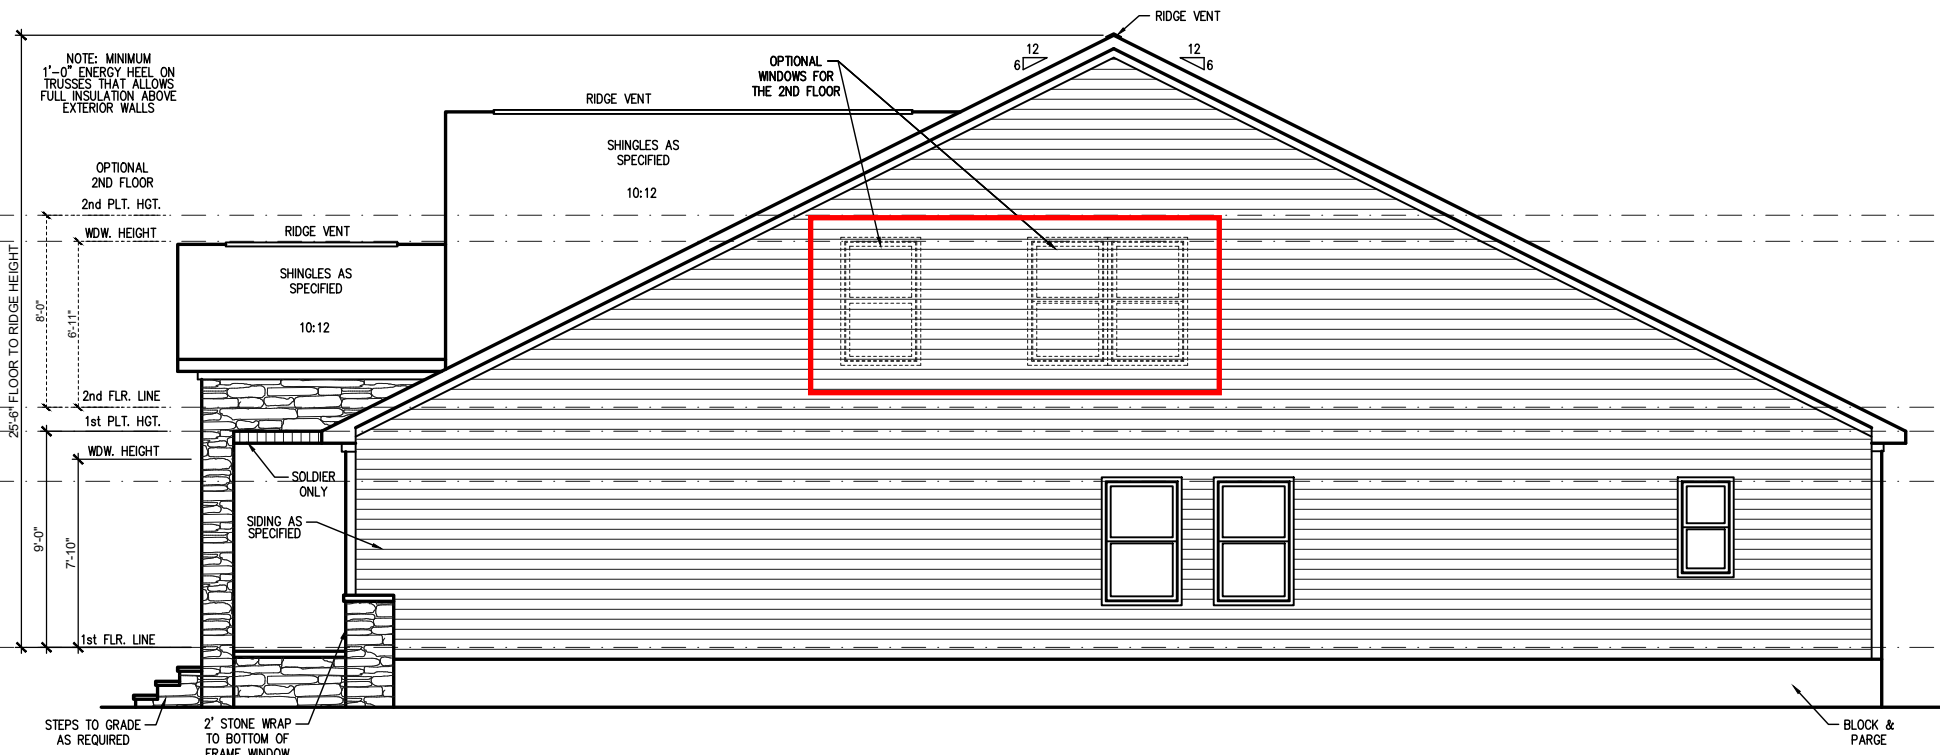 RIDGE VENT
12
6
12
6
NOTE: MINIMUM
1'-0" ENERGY HEEL ON
TRUSSES THAT ALLOWS
FULL INSULATION ABOVE
EXTERIOR WALLS
OPTIONAL
WINDOWS FOR
THE 2ND FLOOR
RIDGE VENT
SHINGLES AS
SPECIFIED
10:12
OPTIONAL
2ND FLOOR
2nd PLT. HGT.
WDW. HEIGHT
RIDGE VENT
SHINGLES AS
SPECIFIED
10:12
25'-6" FLOOR TO RIDGE HEIGHT
8'-0"
6'-11"
2nd FLR. LINE
1st PLT. HGT.
WDW. HEIGHT
SOLDIER
ONLY
SIDING AS
SPECIFIED
9'-0"
7'-10"
1st FLR. LINE
STEPS TO GRADE
AS REQUIRED
2' STONE WRAP
TO BOTTOM OF
FRAME WINDOW
BLOCK &
PARGE